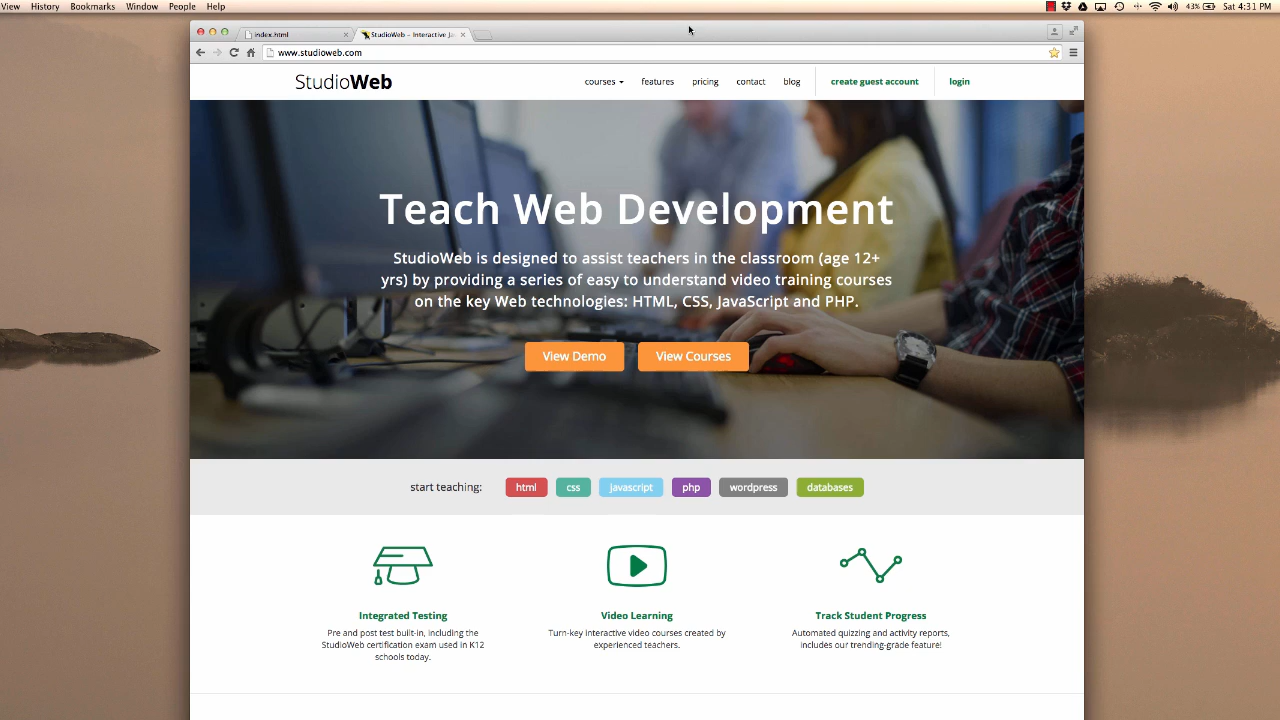 View History Bookmarks Window People Help
43% Sat 4:31 PM
index.html
StudioWeb – Interactive Ja
www.studioweb.com
StudioWeb
courses features pricing contact blog create guest account login
Teach Web Development
StudioWeb is designed to assist teachers in the classroom (age 12+
yrs) by providing a series of easy to understand video training courses
on the key Web technologies: HTML, CSS, JavaScript and PHP.
View Demo
View Courses
start teaching: html css javascript php wordpress databases
Integrated Testing
Pre and post test built-in, including the
StudioWeb certification exam used in K12
schools today.
Video Learning
Turn-key interactive video courses created by
experienced teachers.
Track Student Progress
Automated quizzing and activity reports,
includes our trending-grade feature!